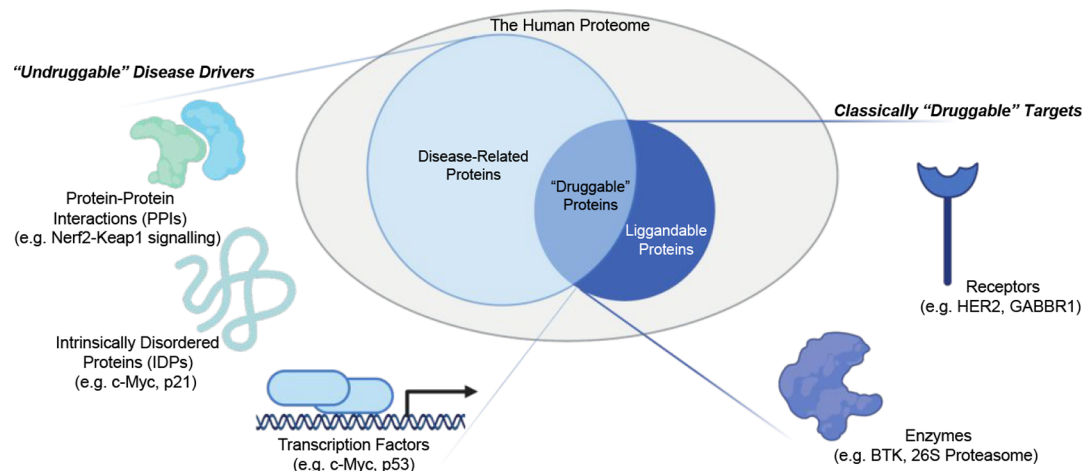 The Human Proteome
“Undruggable” Disease Drivers
Protein-Protein
Interactions (PPIs)
(e.g. Nerf2-Keap1 signalling)
Intrinsically Disordered
Proteins (IDPs)
(e.g. c-Myc, p21)
Transcription Factors
(e.g. c-Myc, p53)
Disease-Related
Proteins
“Druggable”
Proteins
Liggandable
Proteins
Classically “Druggable” Targets
Receptors
(e.g. HER2, GABBR1)
Enzymes
(e.g. BTK, 26S Proteasome)